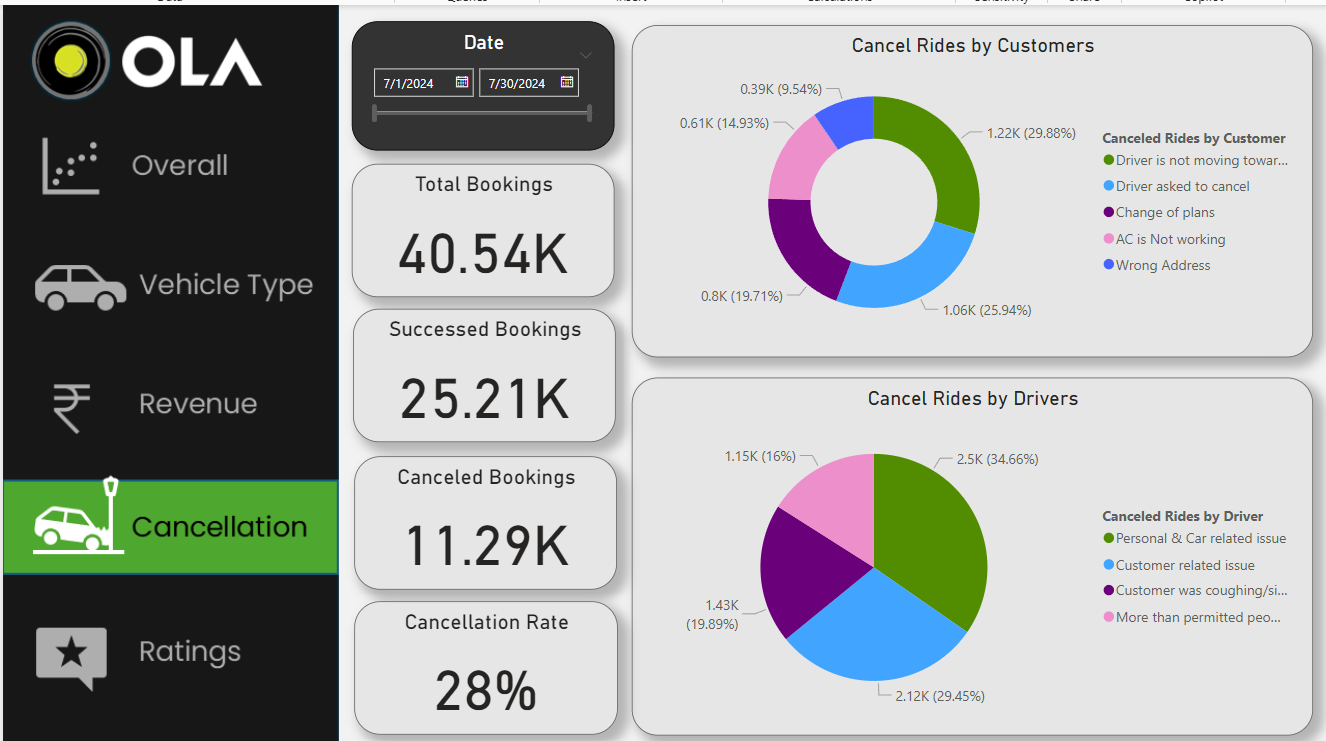 OLA
Overall
Vehicle Type
Revenue
Cancellation
Ratings
Date
7/1/2024
7/30/2024
Total Bookings
40.54K
Successed Bookings
25.21K
Canceled Bookings
11.29K
Cancellation Rate
28%
Cancel Rides by Customers
0.39K (9.54%)
0.61K (14.93%)
1.22K (29.88%)
0.8K (19.71%)
1.06K (25.94%)
Canceled Rides by Customer
Driver is not moving towar...
Driver asked to cancel
Change of plans
AC is Not working
Wrong Address
Cancel Rides by Drivers
1.15K (16%)
2.5K (34.66%)
1.43K
(19.89%)
2.12K (29.45%)
Canceled Rides by Driver
Personal & Car related issue
Customer related issue
Customer was coughing/si...
More than permitted peo...